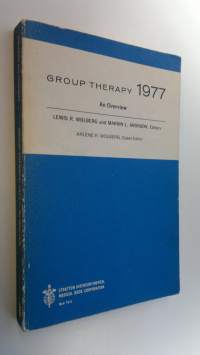 GROUP THERAPY 1977
An Overview
LEWIS R. WOLBERG and MARVIN L. ARONSON, Editors
ARLENE R. WOLBERG, Guest Editor
STRATTON INTERCONTINENTAL
MEDICAL BOOK CORPORATION
New York